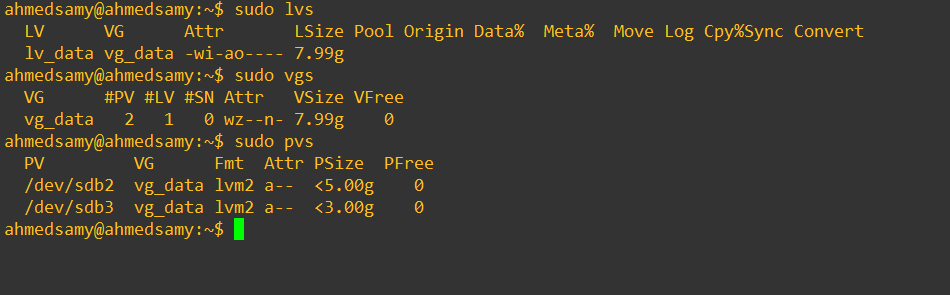 ahmedsamy@ahmedsamy:~$ sudo lvs
  LV      VG      Attr       LSize Pool Origin Data%  Meta%  Move Log Cpy%Sync Convert
  lv_data vg_data -wi-ao---- 7.99g
ahmedsamy@ahmedsamy:~$ sudo vgs
  VG      #PV #LV #SN Attr   VSize VFree
  vg_data   2   1   0 wz--n- 7.99g    0
ahmedsamy@ahmedsamy:~$ sudo pvs
  PV         VG      Fmt  Attr PSize  PFree
  /dev/sdb2  vg_data lvm2 a--  <5.00g    0
  /dev/sdb3  vg_data lvm2 a--  <3.00g    0
ahmedsamy@ahmedsamy:~$